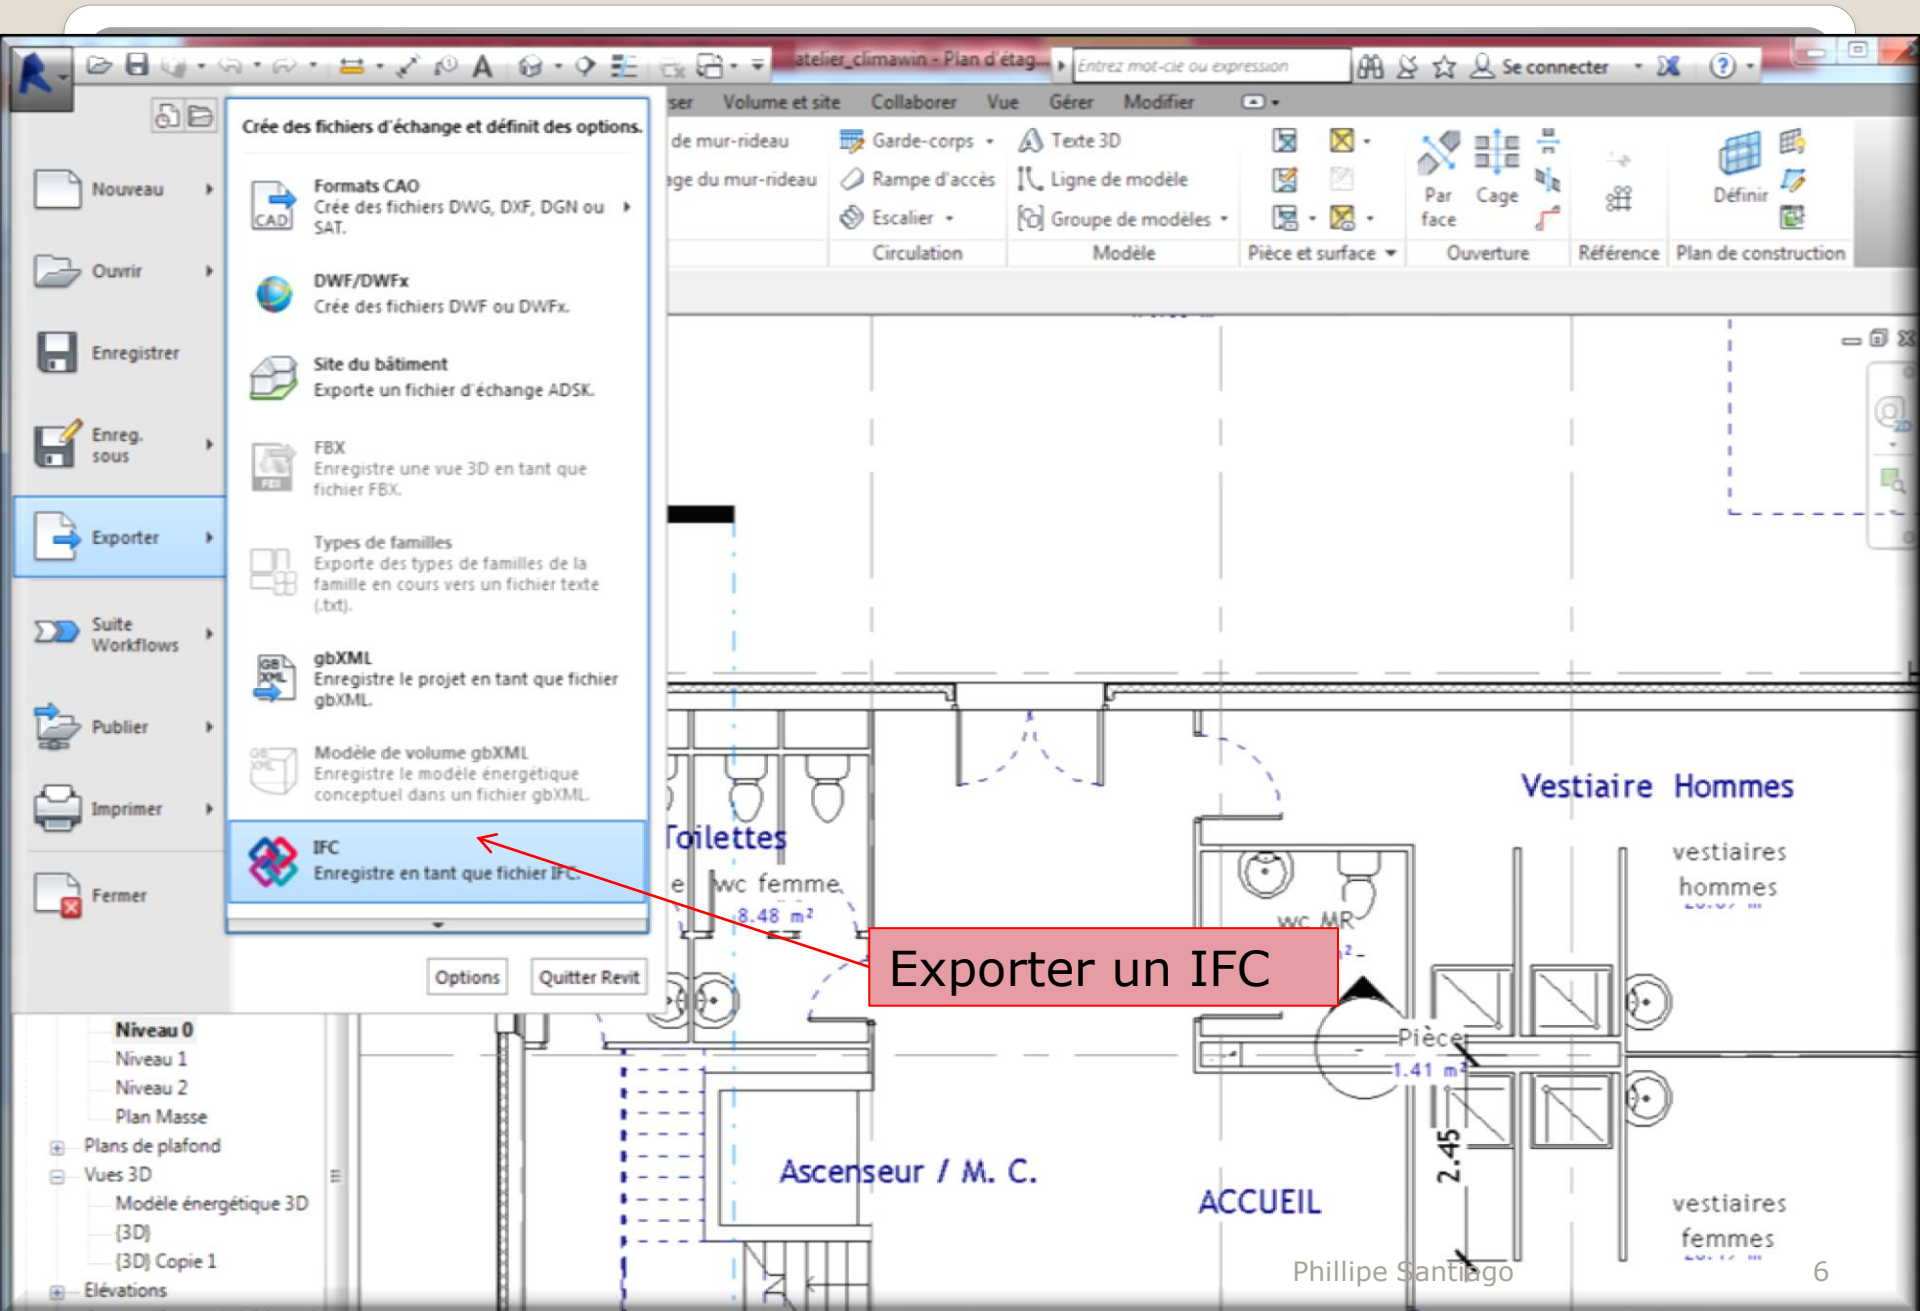 atelier_climawin - Plan d'étag...
Entrez mot-clé ou expression
Se connecter
Volume et site
Collaborer
Vue
Gérer
Modifier
Crée des fichiers d'échange et définit des options.
Nouveau
Ouvrir
Enregistrer
Enreg.
sous
Exporter
Suite
Workflows
Publier
Imprimer
Fermer
CAD
Formats CAO
Crée des fichiers DWG, DXF, DGN ou
SAT.
DWF/DWFx
Crée des fichiers DWF ou DWFx.
Site du bâtiment
Exporte un fichier d'échange ADSK.
FBX
Enregistre une vue 3D en tant que
fichier FBX.
Types de familles
Exporte des types de familles de la
famille en cours vers un fichier texte
(.txt).
GB
XML
gbXML
Enregistre le projet en tant que fichier
gbXML.
Modèle de volume gbXML
Enregistre le modèle énergétique
conceptuel dans un fichier gbXML.
IFC
Enregistre en tant que fichier IFC.
Options
Quitter Revit
de mur-rideau
du mur-rideau
Garde-corps
Rampe d'accès
Escalier
Circulation
Texte 3D
Ligne de modèle
Groupe de modèles
Modèle
Pièce et surface
Par
face
Cage
Ouverture
Référence
Définir
Plan de construction
2D
Toilettes
wc femme
8.48 m²
Vestiaire Hommes
vestiaires
hommes
wc MR
Exporter un IFC
Pièce
1.41 m²
2.45
Ascenseur / M. C.
ACCUEIL
vestiaires
femmes
Niveau 0
Niveau 1
Niveau 2
Plan Masse
Plans de plafond
Vues 3D
Modèle énergétique 3D
{3D}
{3D} Copie 1
Elévations
Phillipe Santiago
6